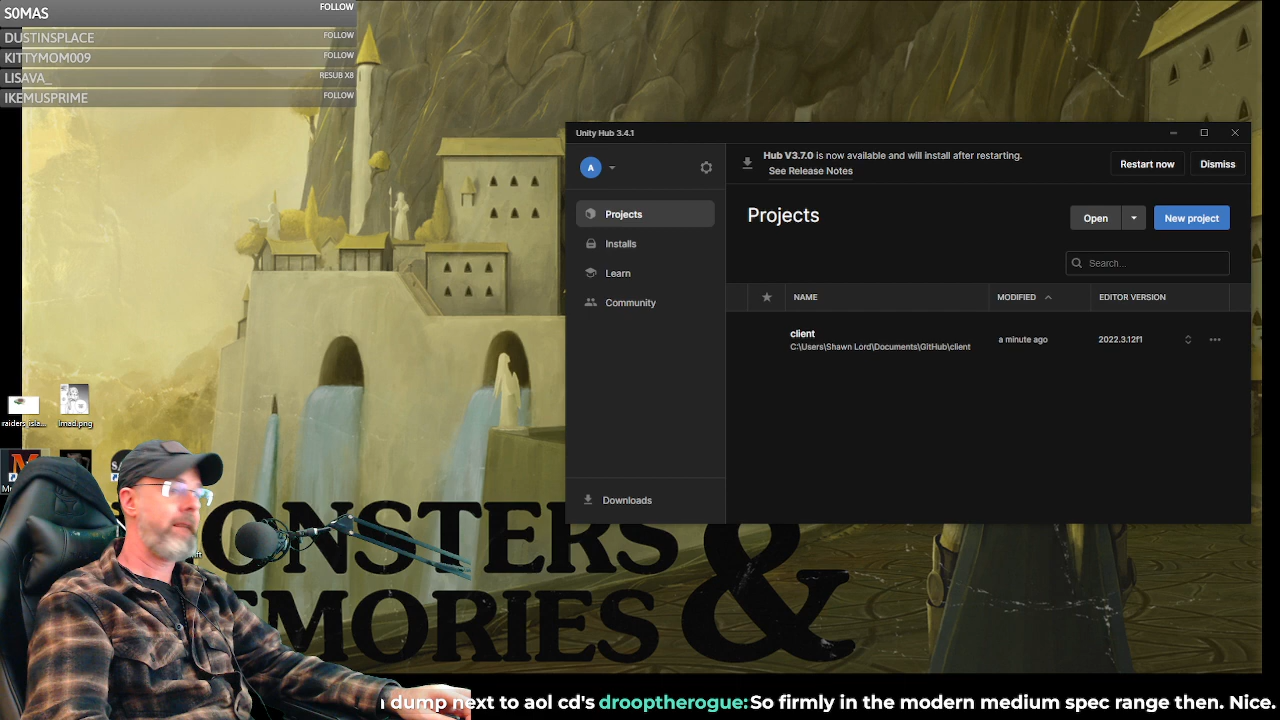 S0MAS FOLLOW
DUSTINSPLACE FOLLOW
KITTYMOM009 FOLLOW
LISAVA_ RESUB X8
IKEMUSPRIME FOLLOW
Unity Hub 3.4.1
A
Hub V3.7.0 is now available and will install after restarting.
See Release Notes
Restart now
Dismiss
Projects
Installs
Learn
Community
Downloads
Projects
Open
New project
Search...
NAME MODIFIED EDITOR VERSION
client
C:\Users\Shawn Lord\Documents\GitHub\client
a minute ago
2022.3.12f1
raiders isla...
lmad.png
ONSTERS
&
EMORIES
dump next to aol cd's drooptherogue: So firmly in the modern medium spec range then. Nice.